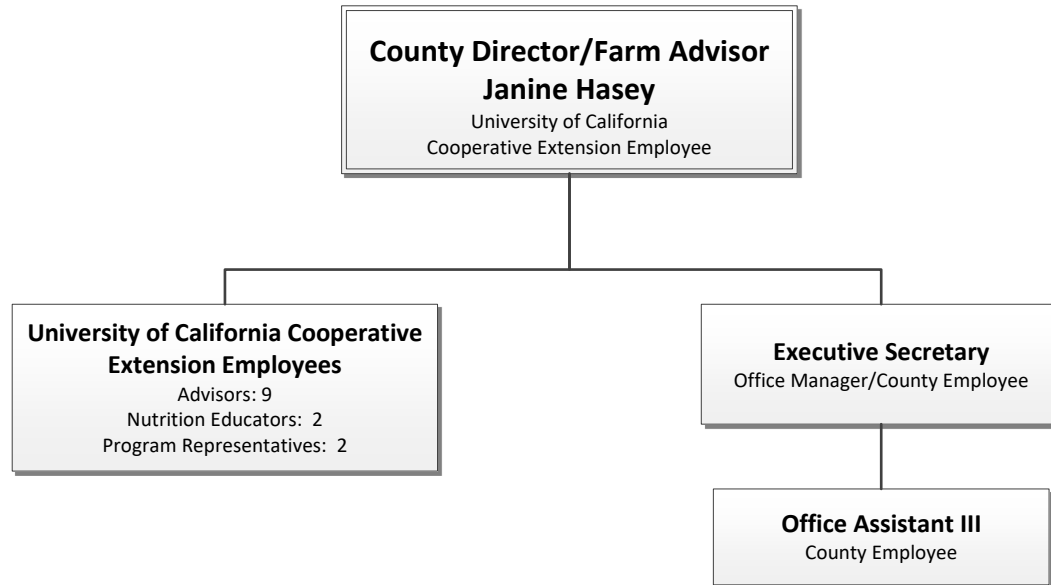 County Director/Farm Advisor
Janine Hasey
University of California
Cooperative Extension Employee
University of California Cooperative
Extension Employees
Advisors: 9
Nutrition Educators:  2
Program Representatives:  2
Executive Secretary
Office Manager/County Employee
Office Assistant III
County Employee